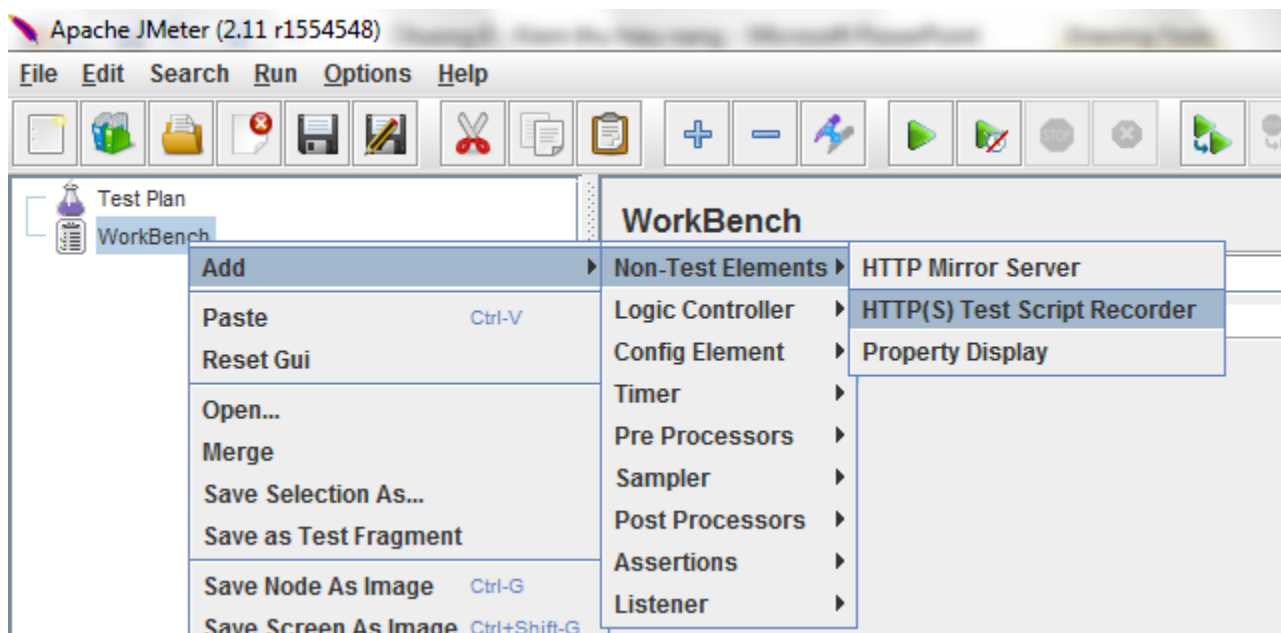 Apache JMeter (2.11 r1554548)
File Edit Search Run Options Help
STOP
Test Plan
WorkBench
WorkBench
Add
Paste Ctrl-V
Reset Gui
Open...
Merge
Save Selection As...
Save as Test Fragment
Save Node As Image Ctrl-G
Save Screen As Image Ctrl+Shift-G
Non-Test Elements
Logic Controller
Config Element
Timer
Pre Processors
Sampler
Post Processors
Assertions
Listener
HTTP Mirror Server
HTTP(S) Test Script Recorder
Property Display